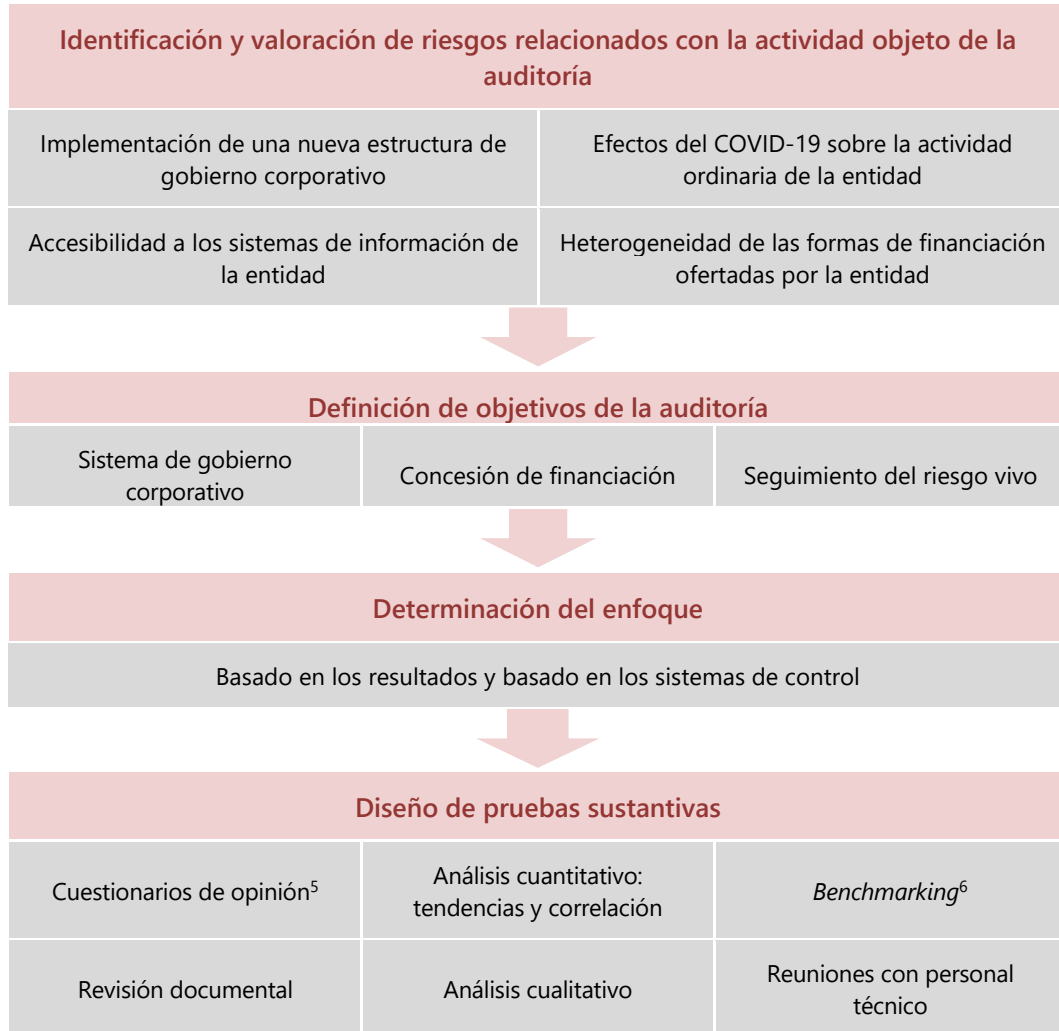 Identificación y valoración de riesgos relacionados con la actividad objeto de la
auditoría
Implementación de una nueva estructura de
gobierno corporativo
Efectos del COVID-19 sobre la actividad
ordinaria de la entidad
Accesibilidad a los sistemas de información de
la entidad
Heterogeneidad de las formas de financiación
ofertadas por la entidad
Definición de objetivos de la auditoría
Sistema de gobierno
corporativo
Concesión de financiación
Seguimiento del riesgo vivo
Determinación del enfoque
Basado en los resultados y basado en los sistemas de control
Diseño de pruebas sustantivas
Cuestionarios de opinión⁵
Análisis cuantitativo:
tendencias y correlación
Benchmarking⁶
Revisión documental
Análisis cualitativo
Reuniones con personal
técnico